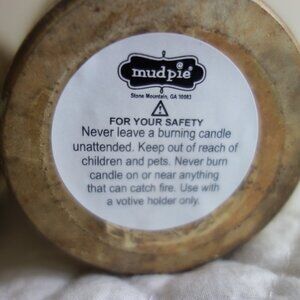 mudpie®
Stone Mountain, GA 30083
FOR YOUR SAFETY
Never leave a burning candle
unattended. Keep out of reach of
children and pets. Never burn
candle on or near anything
that can catch fire. Use with
a votive holder only.